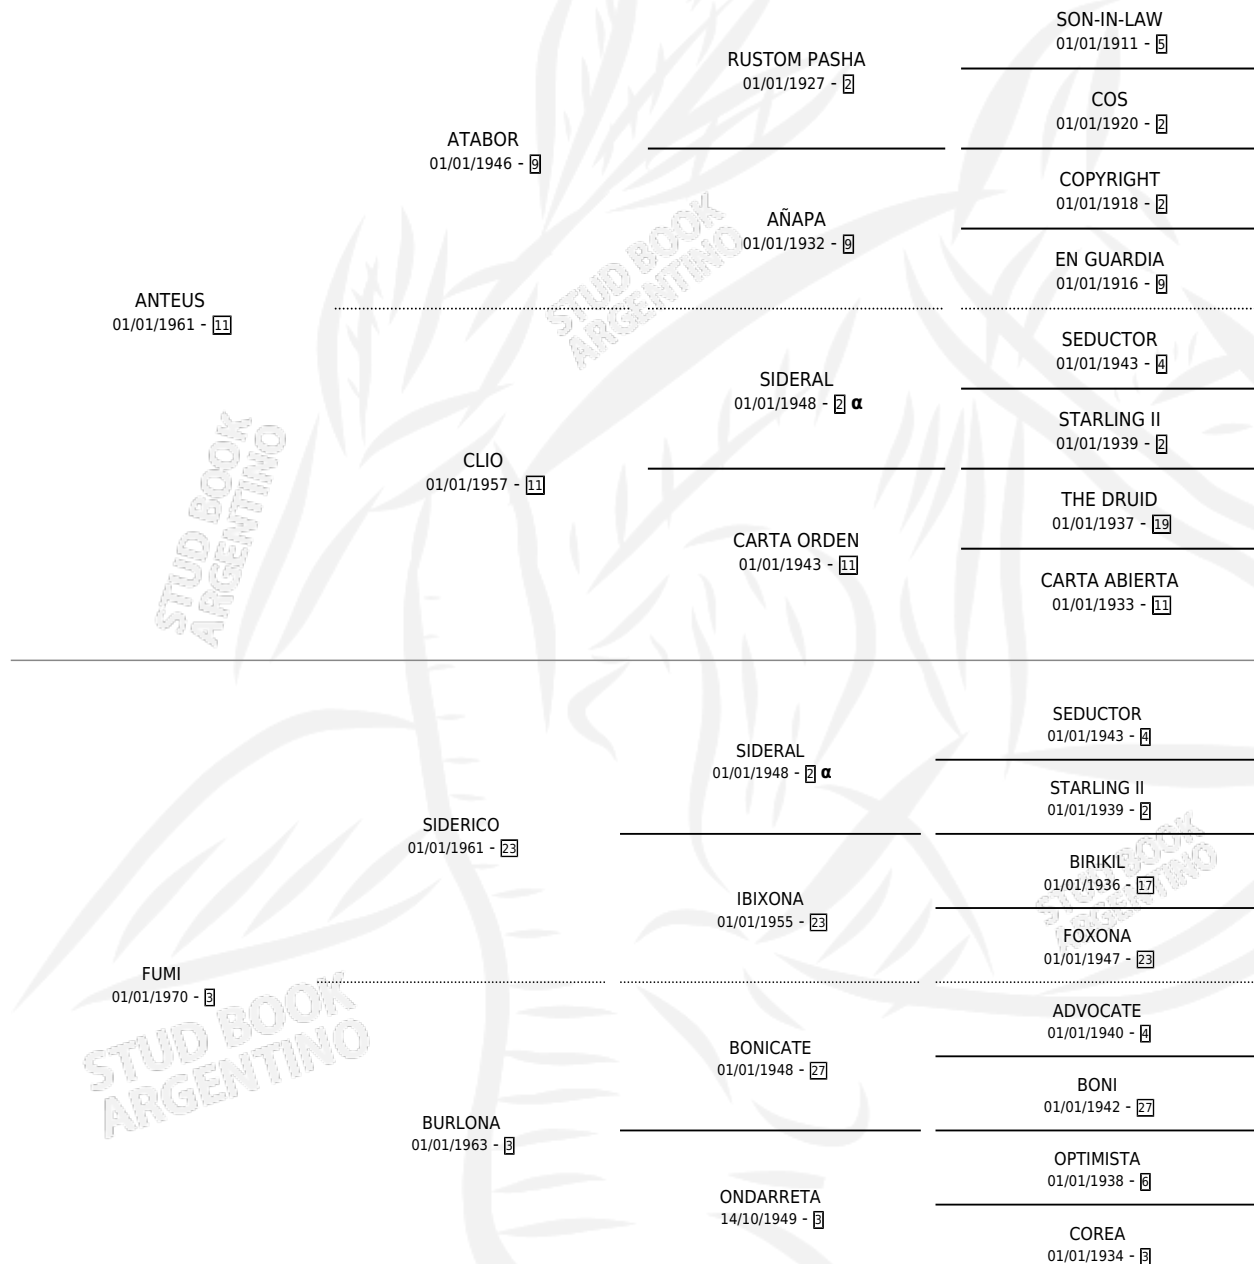 SON-IN-LAW
01/01/1911 - 5
RUSTOM PASHA
01/01/1927 - 2
COS
01/01/1920 - 2
ATABOR
01/01/1946 - 9
COPYRIGHT
01/01/1918 - 2
AÑAPA
01/01/1932 - 9
EN GUARDIA
01/01/1916 - 9
ANTEUS
01/01/1961 - 11
SEDUCTOR
01/01/1943 - 4
SIDERAL
01/01/1948 - 2 α
STARLING II
01/01/1939 - 2
CLIO
01/01/1957 - 11
THE DRUID
01/01/1937 - 19
CARTA ORDEN
01/01/1943 - 11
CARTA ABIERTA
01/01/1933 - 11
SEDUCTOR
01/01/1943 - 4
SIDERAL
01/01/1948 - 2 α
STARLING II
01/01/1939 - 2
SIDERICO
01/01/1961 - 23
BIRIKIL
01/01/1936 - 17
IBIXONA
01/01/1955 - 23
FOXONA
01/01/1947 - 23
FUMI
01/01/1970 - 3
ADVOCATE
01/01/1940 - 4
BONICATE
01/01/1948 - 27
BONI
01/01/1942 - 27
BURLONA
01/01/1963 - 3
OPTIMISTA
01/01/1938 - 6
ONDARRETA
14/10/1949 - 3
COREA
01/01/1934 - 3
STUD BOOK
ARGENTINO
STUD BOOK
ARGENTINO
STUD BOOK
ARGENTINO
STUD BOOK
ARGENTINO